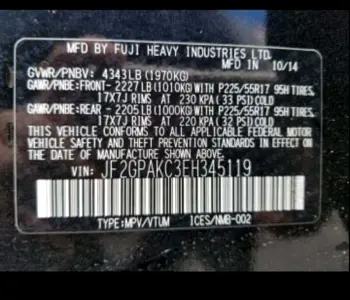 MFD BY FUJI HEAVY INDUSTRIES LTD.
MFD IN 10/14
GVWR/PNBV: 4343LB (1970KG)
GAWR/PNBE:FRONT- 2227LB (1010KG) WITH P225/55R17 95H TIRES
17X7J RIMS AT 230 KPA (33 PSI) COLD
GAWR/PNBE:REAR - 2205LB (1000KG) WITH P225/55R17 95H TIRES
17X7J RIMS AT 220 KPA (32 PSI) COLD
THIS VEHICLE CONFORMS TO ALL APPLICABLE FEDERAL MOTOR
VEHICLE SAFETY, BUMPER, AND THEFT PREVENTION STANDARDS IN
EFFECT ON THE DATE OF MANUFACTURE SHOWN ABOVE.
VIN: JF2GPAKC3FH345119
TYPE:MPV/VTUM ICES/NMB-002